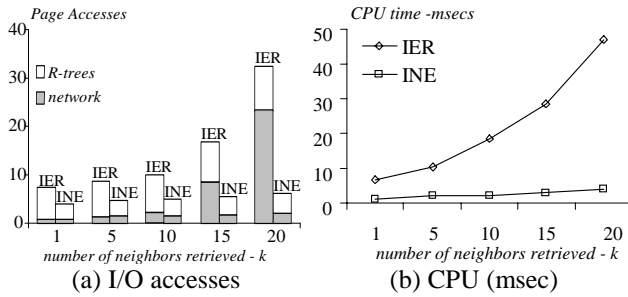 Page Accesses
40
30
20
10
0
R-trees
network
IER
INE
IER
INE
IER
INE
IER
INE
IER
INE
1 5 10 15 20
number of neighbors retrieved - k
(a) I/O accesses
CPU time -msecs
50
40
30
20
10
0
IER
INE
1 5 10 15 20
number of neighbors retrieved - k
(b) CPU (msec)